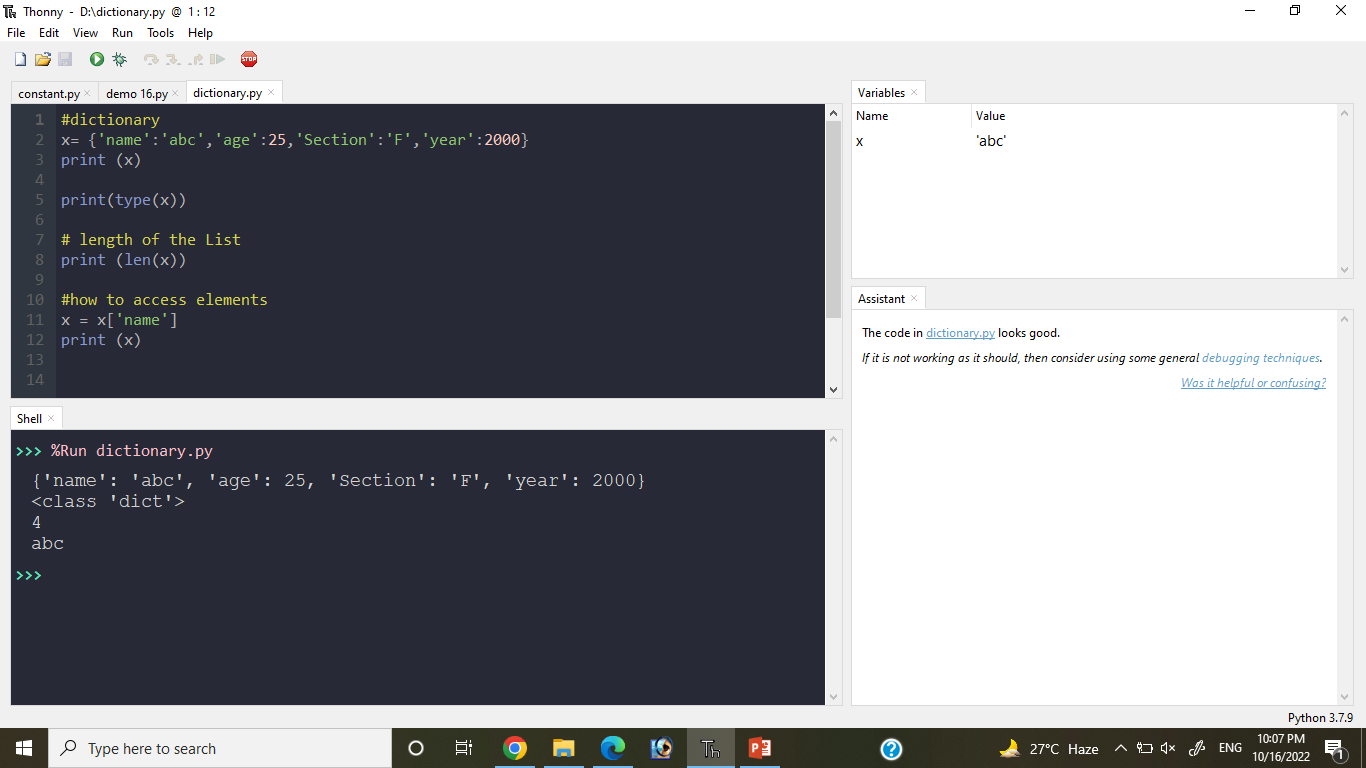 Thonny - D:\dictionary.py @ 1 : 12
File Edit View Run Tools Help
STOP
constant.py demo 16.py dictionary.py
1 #dictionary
2 x= {'name':'abc','age':25,'Section':'F','year':2000}
3 print (x)
4
5 print(type(x))
6
7 # length of the List
8 print (len(x))
9
10 #how to access elements
11 x = x['name']
12 print (x)
13
14
Shell
>>> %Run dictionary.py
{'name': 'abc', 'age': 25, 'Section': 'F', 'year': 2000}
<class 'dict'>
4
abc
>>>
Variables
Name Value
x 'abc'
Assistant
The code in dictionary.py looks good.
If it is not working as it should, then consider using some general debugging techniques.
Was it helpful or confusing?
Python 3.7.9
Type here to search
Th
27°C Haze
ENG
10:07 PM
10/16/2022
1